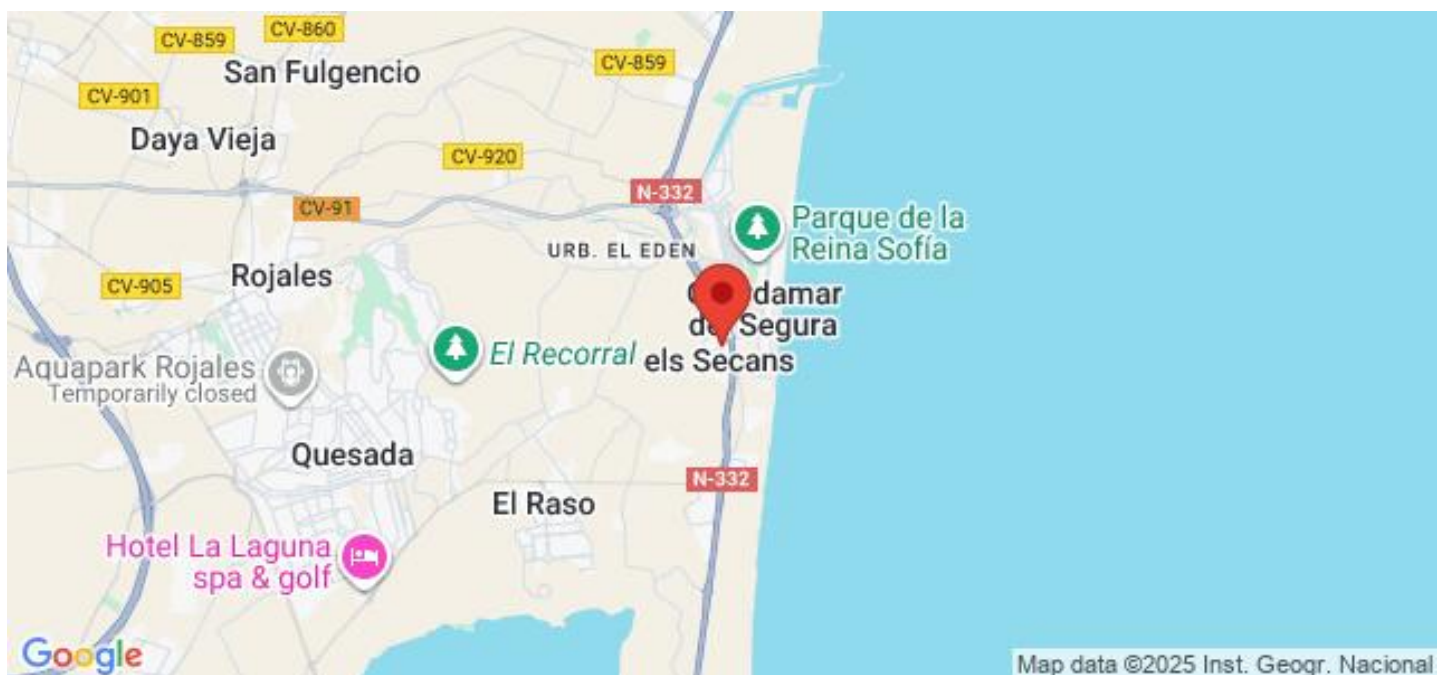 CV-859
CV-860
San Fulgencio
CV-859
CV-901
Daya Vieja
CV-920
N-332
CV-91
Parque de la
Reina Sofía
URB. EL EDEN
Rojales
CV-905
damar
Segura
El Recorral
els Secans
Aquapark Rojales
Temporarily closed
Quesada
N-332
El Raso
Hotel La Laguna
spa & golf
Google
Map data ©2025 Inst. Geogr. Nacional